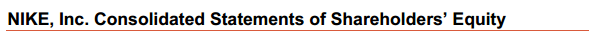 NIKE, Inc. Consolidated Statements of Shareholders’ Equity